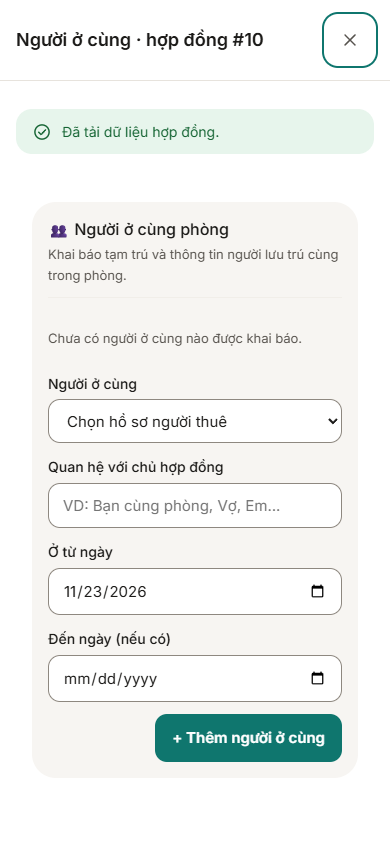 Người ở cùng · hợp đồng #10
Đã tải dữ liệu hợp đồng.
Người ở cùng phòng
Khai báo tạm trú và thông tin người lưu trú cùng
trong phòng.
Chưa có người ở cùng nào được khai báo.
Người ở cùng
Chọn hồ sơ người thuê
Quan hệ với chủ hợp đồng
VD: Bạn cùng phòng, Vợ, Em...
Ở từ ngày
11/23/2026
Đến ngày (nếu có)
mm/dd/yyyy
+ Thêm người ở cùng